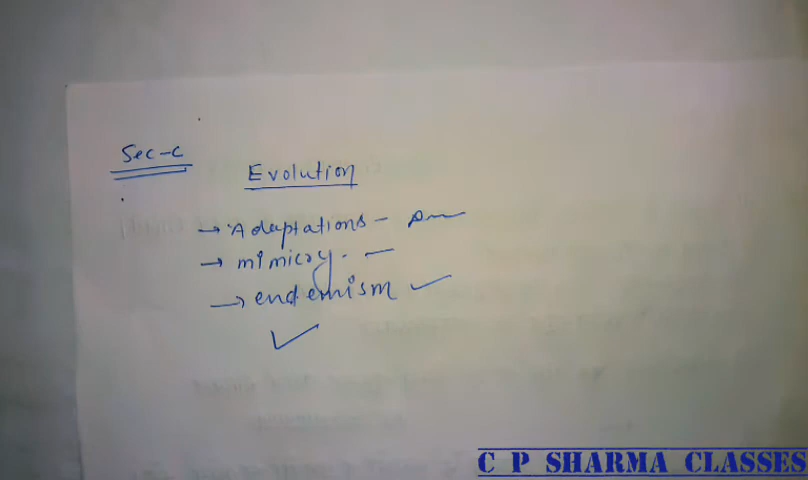 Sec-C
Evolution
→ Adaptations -
→ mimicry. -
→ endemism ✓
✓
C P SHARMA CLASSES